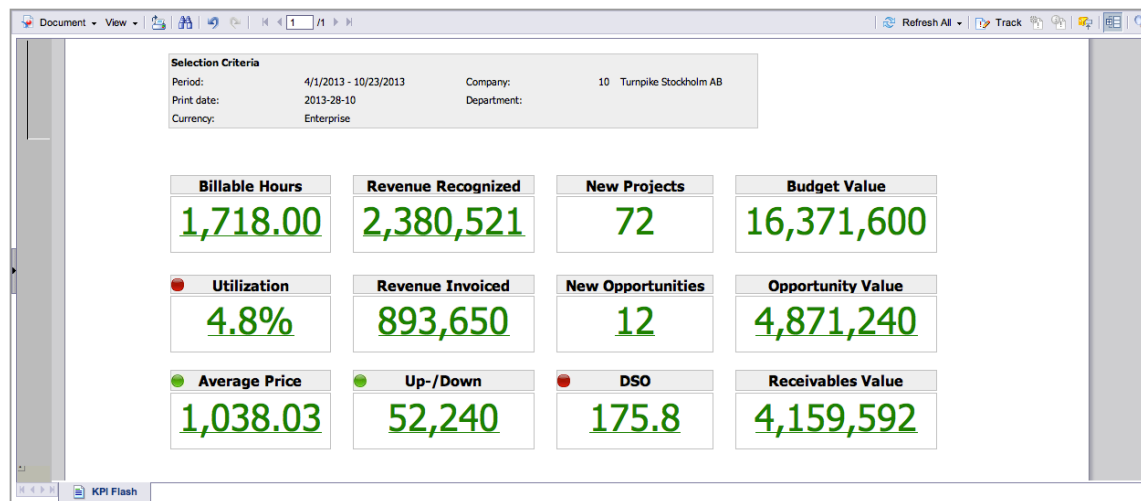 Document View 1 /1 Refresh All Track
Selection Criteria
Period: 4/1/2013 - 10/23/2013 Company: 10 Turnpike Stockholm AB
Print date: 2013-28-10 Department:
Currency: Enterprise
Billable Hours Revenue Recognized New Projects Budget Value
1,718.00 2,380,521 72 16,371,600
Utilization Revenue Invoiced New Opportunities Opportunity Value
4.8% 893,650 12 4,871,240
Average Price Up-/Down DSO Receivables Value
1,038.03 52,240 175.8 4,159,592
KPI Flash